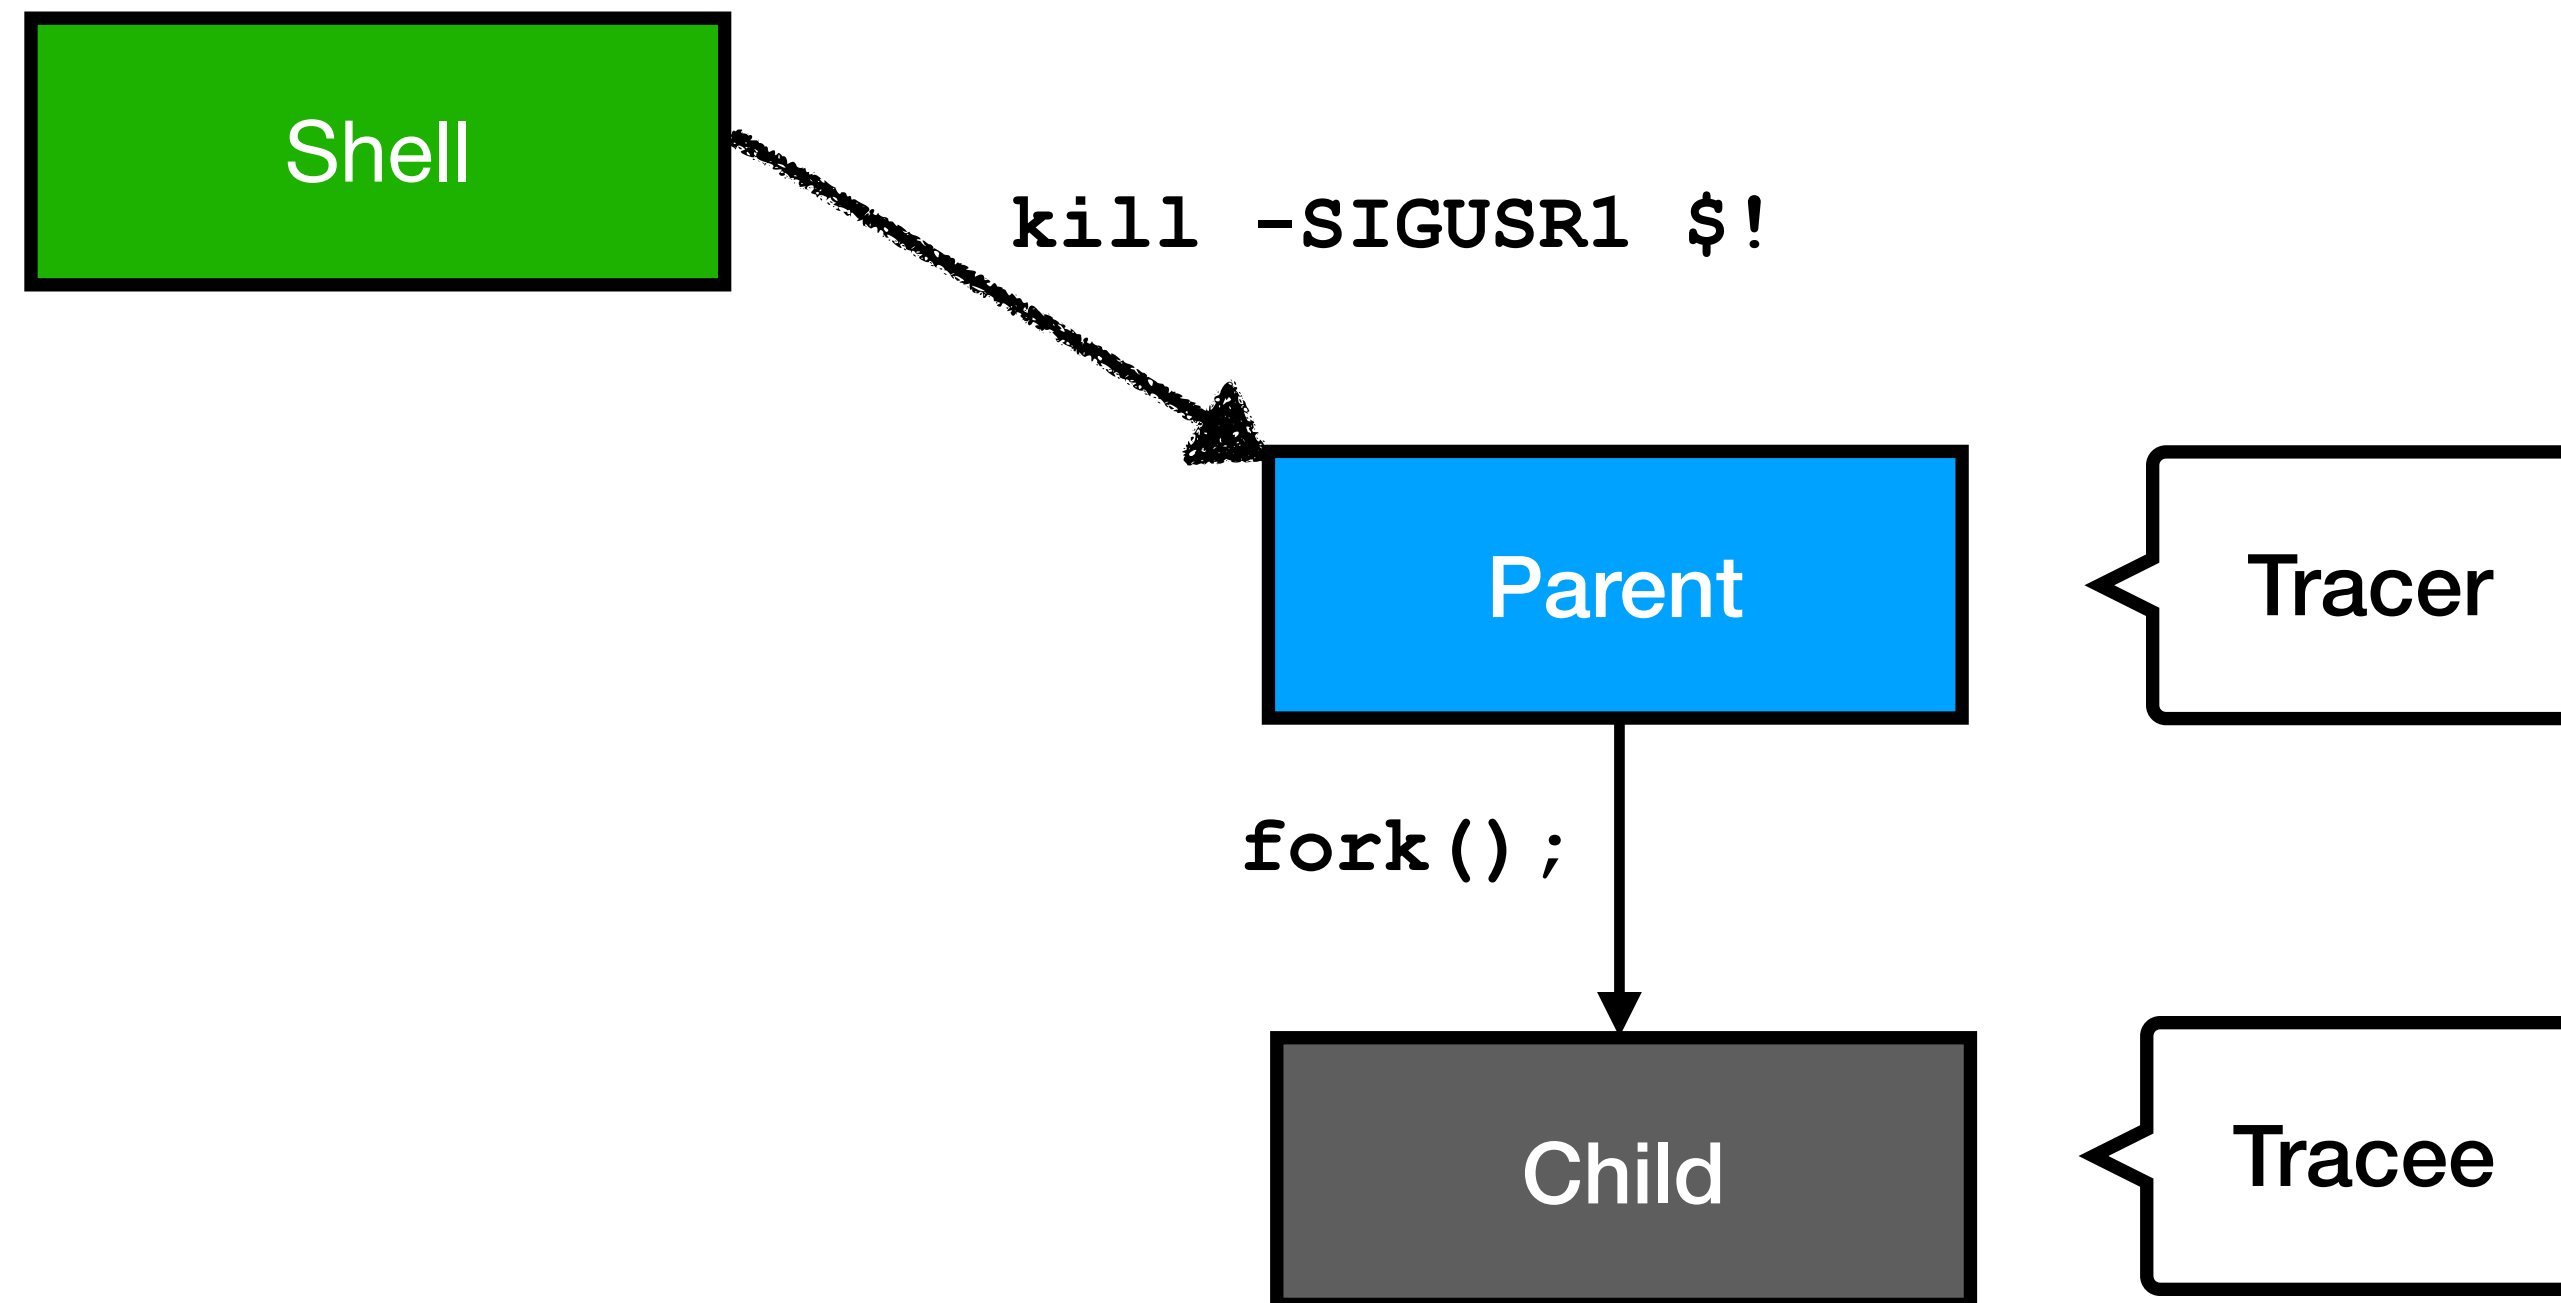 Shell
kill -SIGUSR1 $!
Parent
Tracer
fork();
Child
Tracee